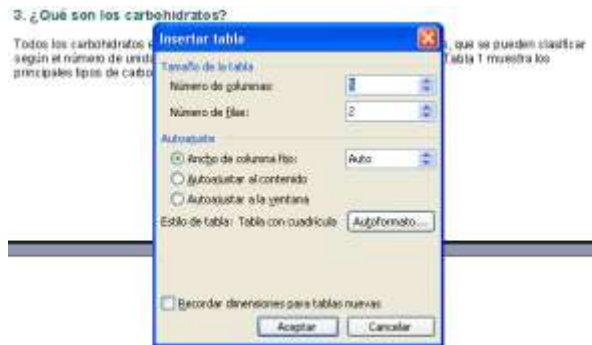 3. ¿Qué son los carbohidratos?
Todos los carbohidratos
, que se pueden clasificar
según el número de
Tabla 1 muestra los
principales tipos de
Insertar tabla
Tamaño de la tabla
Número de columnas:
Número de filas: 2
Autoajuste
Ancho de columna fijo: Auto
Autoajustar al contenido
Autoajustar a la ventana
Estilo de tabla: Tabla con cuadrícula Autoformato...
Recordar dimensiones para tablas nuevas
Aceptar Cancelar